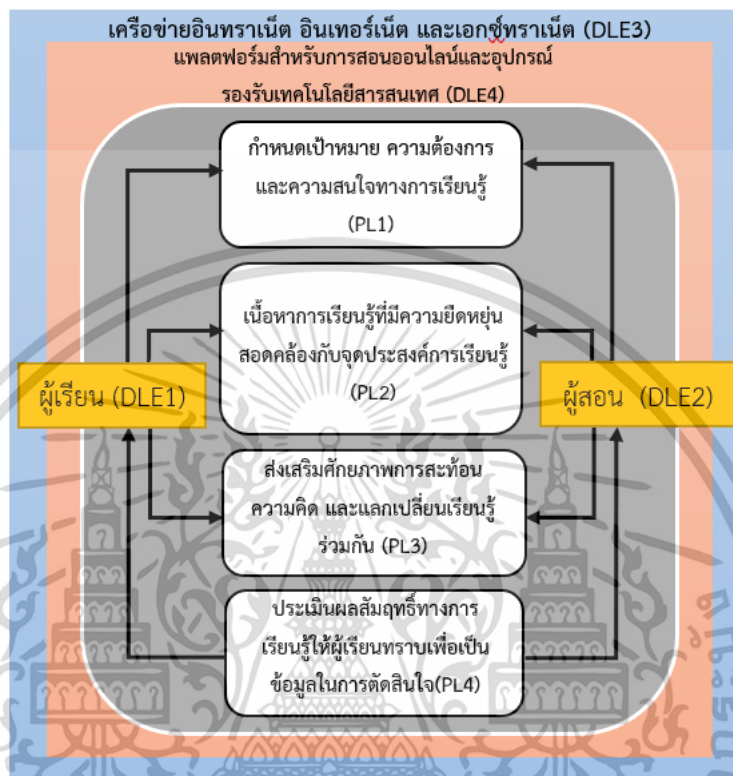 เครือข่ายอินทราเน็ต อินเทอร์เน็ต และเอกซ์ทราเน็ต (DLE3)
แพลตฟอร์มสำหรับการสอนออนไลน์และอุปกรณ์
รองรับเทคโนโลยีสารสนเทศ (DLE4)
กำหนดเป้าหมาย ความต้องการ
และความสนใจทางการเรียนรู้
(PL1)
เนื้อหาการเรียนรู้ที่มีความยืดหยุ่น
สอดคล้องกับจุดประสงค์การเรียนรู้
(PL2)
ผู้เรียน (DLE1)
ผู้สอน (DLE2)
ส่งเสริมศักยภาพการสะท้อน
ความคิด และแลกเปลี่ยนเรียนรู้
ร่วมกัน (PL3)
ประเมินผลสัมฤทธิ์ทางการ
เรียนรู้ให้ผู้เรียนทราบเพื่อเป็น
ข้อมูลในการตัดสินใจ(PL4)